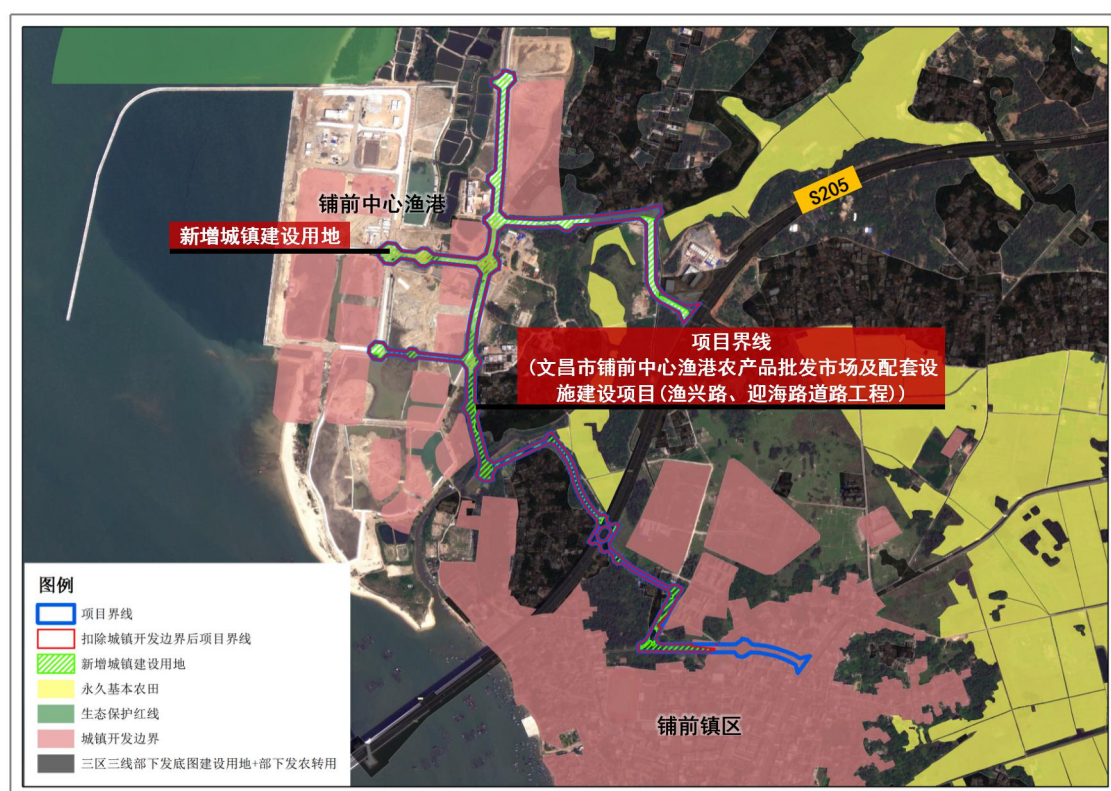 S205
铺前中心渔港
新增城镇建设用地
项目界线
(文昌市铺前中心渔港农产品批发市场及配套设
施建设项目(渔兴路、迎海路道路工程))
铺前镇区
图例
项目界线
扣除城镇开发边界后项目界线
新增城镇建设用地
永久基本农田
生态保护红线
城镇开发边界
三区三线部下发底图建设用地+部下发农转用